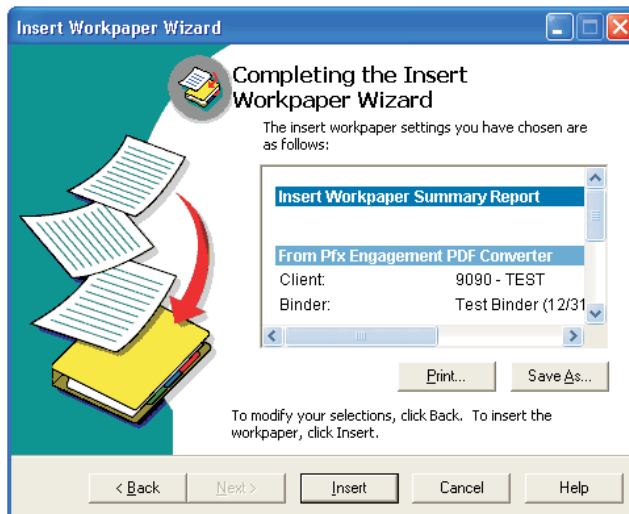 Insert Workpaper Wizard
Completing the Insert
Workpaper Wizard
The insert workpaper settings you have chosen are
as follows:
Insert Workpaper Summary Report
From Pfx Engagement PDF Converter
Client: 9090 - TEST
Binder: Test Binder (12/31
Print... Save As...
To modify your selections, click Back. To insert the
workpaper, click Insert.
< Back Next > Insert Cancel Help